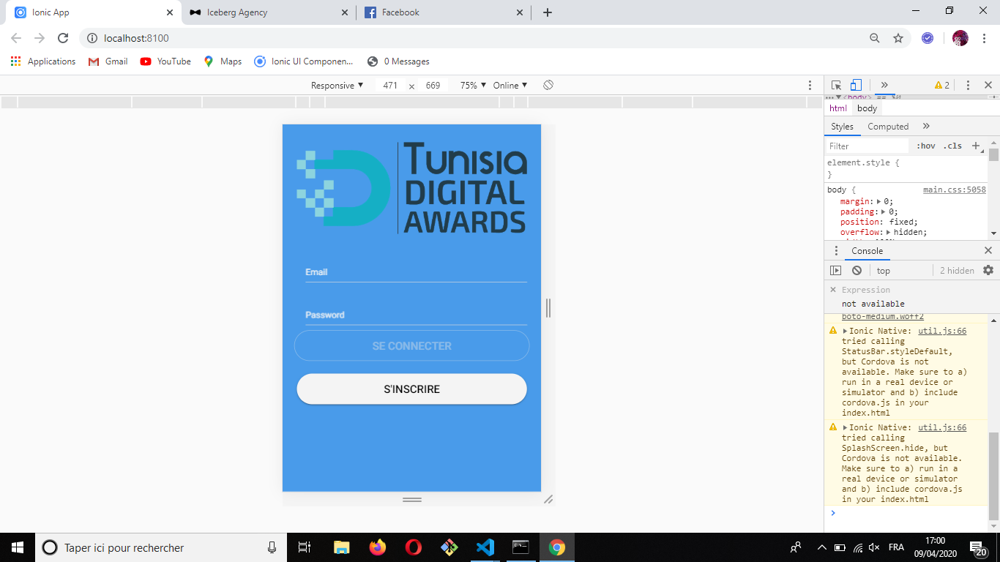 Ionic App
Iceberg Agency
Facebook
localhost:8100
Applications
Gmail
YouTube
Maps
Ionic UI Componen...
0 Messages
Responsive
471 x 669
75%
Online
2
<body> == $0
html body
Styles Computed
Filter
:hov .cls
element.style {
}
body { main.css:5058
margin: 0;
padding: 0;
position: fixed;
overflow: hidden;
Console
top
2 hidden
Expression
not available
boto-medium.woff2
Ionic Native: util.js:66
tried calling
StatusBar.styleDefault,
but Cordova is not
available. Make sure to a)
run in a real device or
simulator and b) include
cordova.js in your
index.html
Ionic Native: util.js:66
tried calling
SplashScreen.hide, but
Cordova is not available.
Make sure to a) run in a
real device or simulator
and b) include cordova.js
in your index.html
Tunisia
DIGITAL
AWARDS
Email
Password
SE CONNECTER
S'INSCRIRE
Taper ici pour rechercher
FRA
17:00
09/04/2020
20